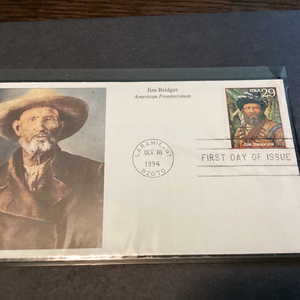 Jim Bridger
American Frontiersman
USA 29
JIM BRIDGER
LARAMIE, WY
OCT 18
1994
82070
FIRST DAY OF ISSUE